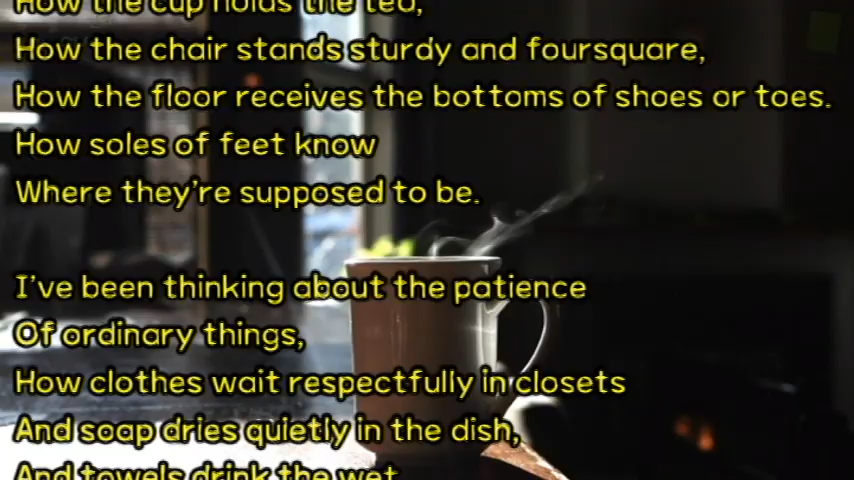 How the cup holds the tea,
How the chair stands sturdy and foursquare,
How the floor receives the bottoms of shoes or toes.
How soles of feet know
Where they're supposed to be.
I've been thinking about the patience
Of ordinary things,
How clothes wait respectfully in closets
And soap dries quietly in the dish,
And towels drink the wet